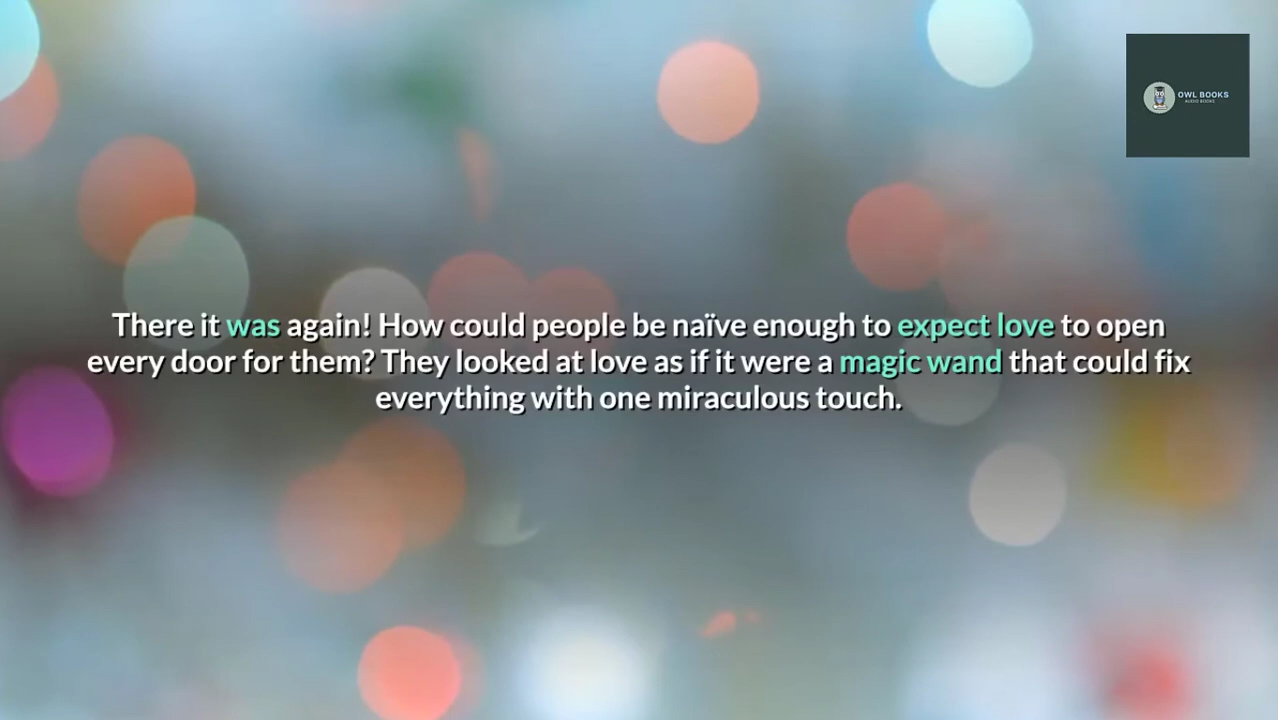 OWL BOOKS
AUDIO BOOKS
There it was again! How could people be naïve enough to expect love to open
every door for them? They looked at love as if it were a magic wand that could fix
everything with one miraculous touch.